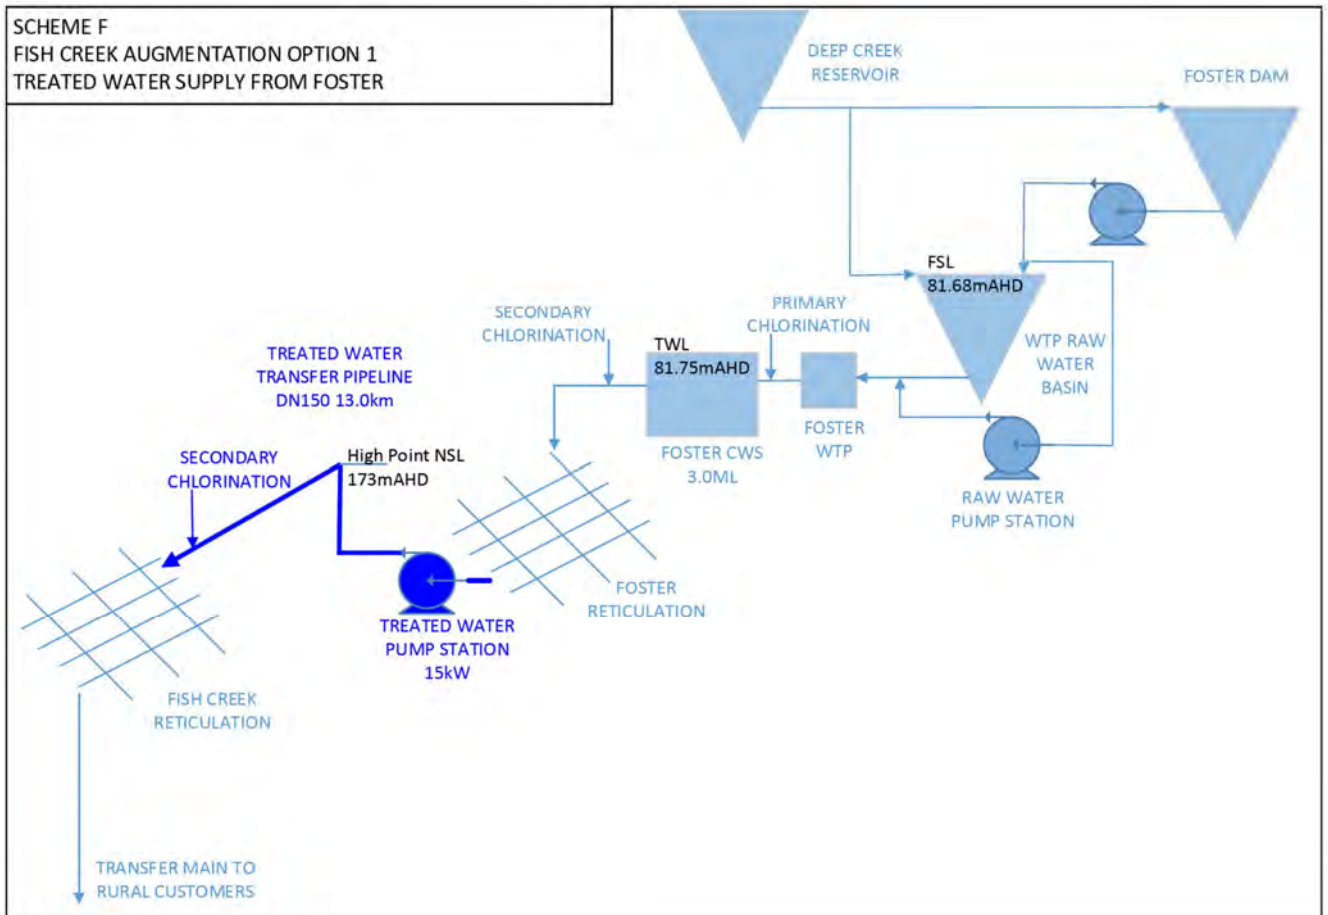 SCHEME F
FISH CREEK AUGMENTATION OPTION 1
TREATED WATER SUPPLY FROM FOSTER
DEEP CREEK
RESERVOIR
FOSTER DAM
FSL
81.68mAHD
WTP RAW
WATER
BASIN
PRIMARY
CHLORINATION
SECONDARY
CHLORINATION
TWL
81.75mAHD
FOSTER CWS
3.0ML
FOSTER
WTP
RAW WATER
PUMP STATION
TREATED WATER
TRANSFER PIPELINE
DN150 13.0km
High Point NSL
173mAHD
SECONDARY
CHLORINATION
FOSTER
RETICULATION
TREATED WATER
PUMP STATION
15kW
FISH CREEK
RETICULATION
TRANSFER MAIN TO
RURAL CUSTOMERS